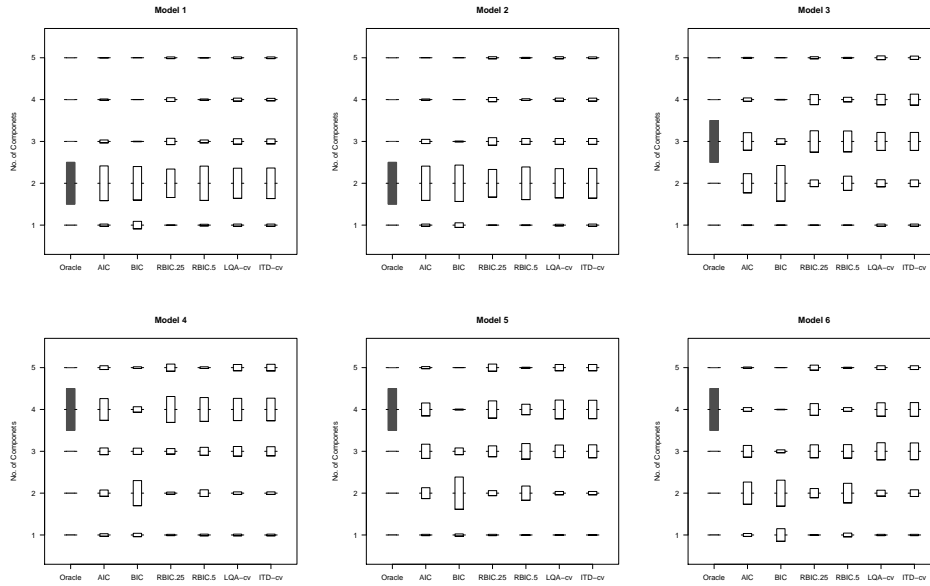 Model 1
No. of Componets
5
4
3
2
1
Oracle AIC BIC RBIC.25 RBIC.5 LQA−cv ITD−cv
Model 2
No. of Componets
5
4
3
2
1
Oracle AIC BIC RBIC.25 RBIC.5 LQA−cv ITD−cv
Model 3
No. of Componets
5
4
3
2
1
Oracle AIC BIC RBIC.25 RBIC.5 LQA−cv ITD−cv
Model 4
No. of Componets
5
4
3
2
1
Oracle AIC BIC RBIC.25 RBIC.5 LQA−cv ITD−cv
Model 5
No. of Componets
5
4
3
2
1
Oracle AIC BIC RBIC.25 RBIC.5 LQA−cv ITD−cv
Model 6
No. of Componets
5
4
3
2
1
Oracle AIC BIC RBIC.25 RBIC.5 LQA−cv ITD−cv